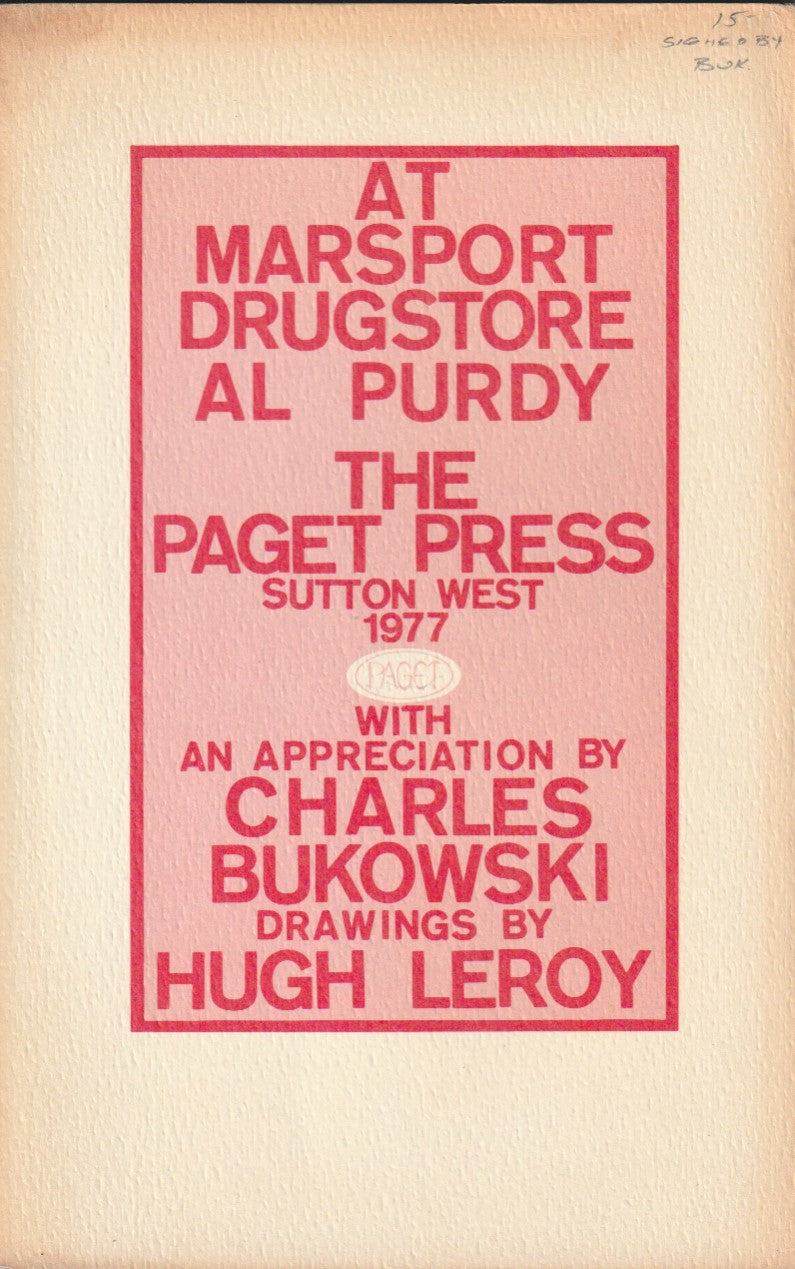 15-
SIGNED BY
BUK.
AT
MARSPORT
DRUGSTORE
AL PURDY
THE
PAGET PRESS
SUTTON WEST
1977
PAGET
WITH
AN APPRECIATION BY
CHARLES
BUKOWSKI
DRAWINGS BY
HUGH LEROY